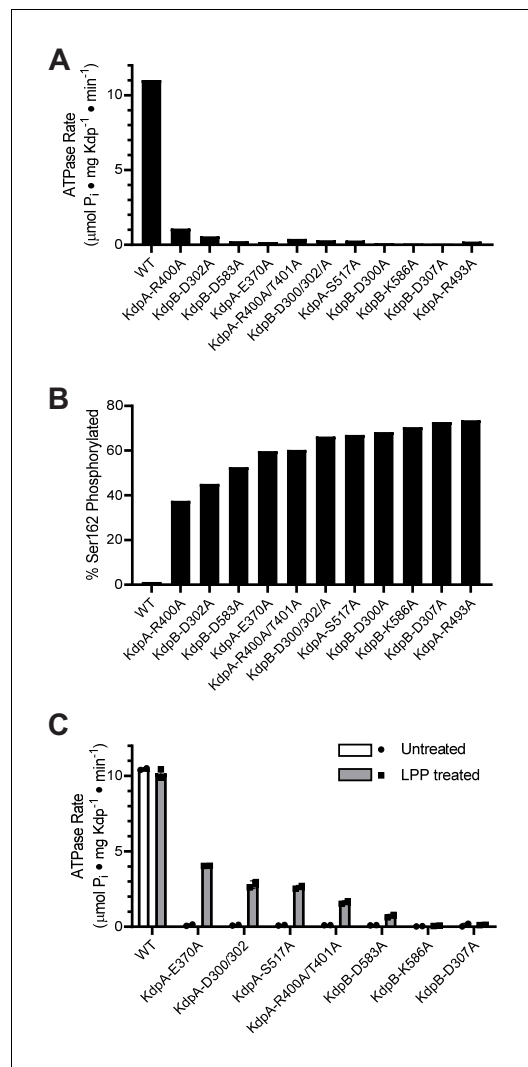 A
ATPase Rate
(μmol Pi • mg Kdp-1 • min-1)
10
5
0
WT
KdpA-R400A
KdpB-D302A
KdpB-D583A
KdpA-E370A
KdpA-R400A/T401A
KdpB-D300/302/A
KdpA-S517A
KdpB-D300A
KdpB-K586A
KdpB-D307A
KdpA-R493A
B
% Ser162 Phosphorylated
80
60
40
20
0
WT
KdpA-R400A
KdpB-D302A
KdpB-D583A
KdpA-E370A
KdpA-R400A/T401A
KdpB-D300/302/A
KdpA-S517A
KdpB-D300A
KdpB-K586A
KdpB-D307A
KdpA-R493A
C
Untreated
LPP treated
ATPase Rate
(μmol Pi • mg Kdp-1 • min-1)
10
5
0
WT
KdpA-E370A
KdpA-D300/302
KdpA-S517A
KdpA-R400A/T401A
KdpB-D583A
KdpB-K586A
KdpB-D307A